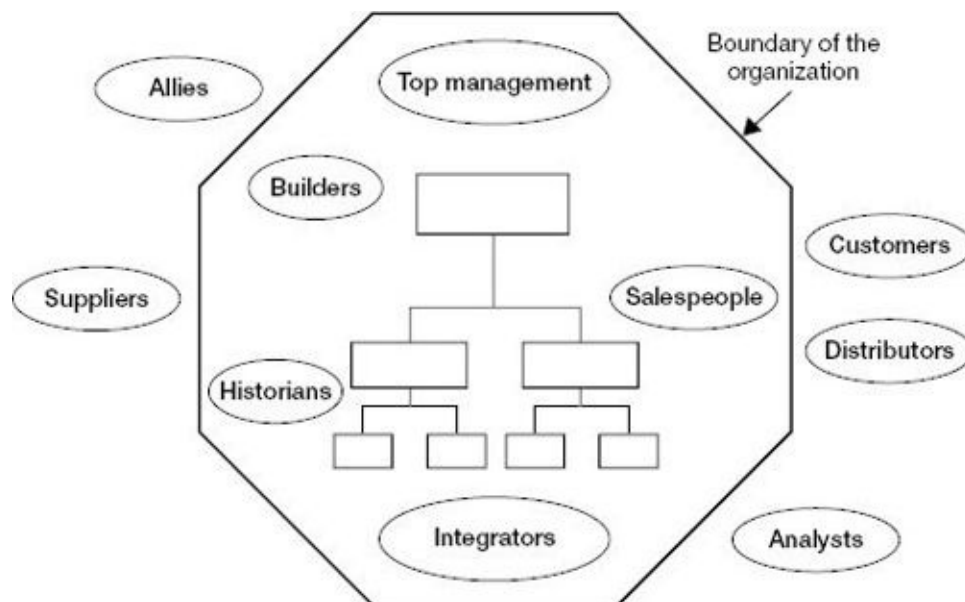 Boundary of the
organization
Allies
Top management
Builders
Customers
Suppliers
Salespeople
Distributors
Historians
Integrators
Analysts